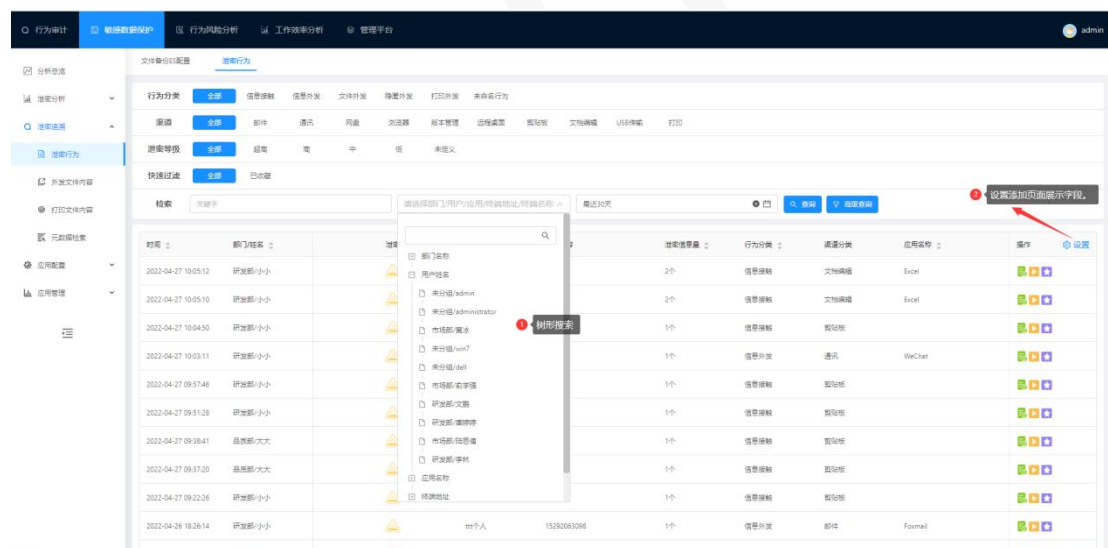 行为审计 敏感数据保护 行为风险分析 工作效率分析 管理平台 admin
分析总览
泄密分析
泄密追溯
泄密行为
外发文件内容
打印文件内容
元数据检索
应用配置
应用管理
文件备份DS配置 泄密行为
行为分类 全部 信息接触 信息外发 文件外发 隐匿外发 打印外发 未命名行为
渠道 全部 邮件 通讯 网盘 浏览器 版本管理 远程桌面 剪贴板 文档编辑 USB传输 打印
泄密等级 全部 超高 高 中 低 未定义
快速过滤 全部 已收藏
检索 关键字 请选择部门/用户/应用/终端地址/终端名称 最近30天 查询 高级查询
2 设置添加页面展示字段。
时间 部门/姓名 泄密信息量 行为分类 渠道分类 应用名称 操作 设置
部门名称
用户姓名
未分组/admin
未分组/administrator
1 树形搜索
未分组/win7
未分组/dell
研发部/李林
应用名称
终端地址
2022-04-27 10:05:12 研发部/小小 2个 信息接触 文档编辑 Excel
2022-04-27 10:05:10 研发部/小小 2个 信息接触 文档编辑 Excel
2022-04-27 10:04:50 研发部/小小 1个 信息接触 剪贴板
2022-04-27 10:03:11 研发部/小小 1个 信息外发 通讯 WeChat
2022-04-27 09:57:46 研发部/小小 1个 信息接触 剪贴板
2022-04-27 09:51:28 研发部/小小 1个 信息接触 剪贴板
2022-04-27 09:38:41 品质部/大大 1个 信息接触 剪贴板
2022-04-27 09:37:20 品质部/大大 1个 信息接触 剪贴板
2022-04-27 09:22:26 研发部/小小 1个 信息接触 剪贴板
2022-04-26 18:26:14 研发部/小小 ttt个人 15292063098 1个 信息外发 邮件 Foxmail